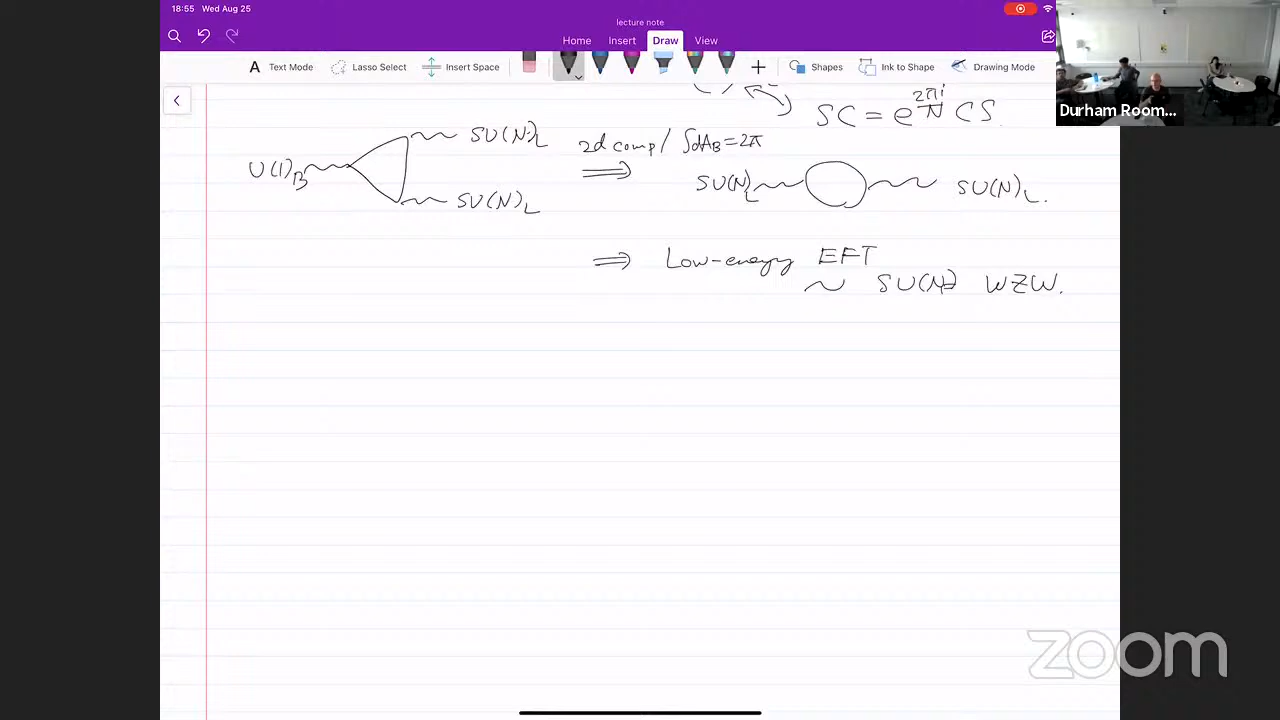 18:55 Wed Aug 25
lecture note
Home Insert Draw View
Text Mode Lasso Select Insert Space Shapes Ink to Shape Drawing Mode
Durham Room...
SC = e^{2πi/N} CS.
U(1)_B SU(N)_L 2d comp / ∫dA_B = 2π
SU(N)_L ⇒ SU(N)_L SU(N)_L.
⇒ Low-energy EFT
~ SU(N) WZW.
zoom